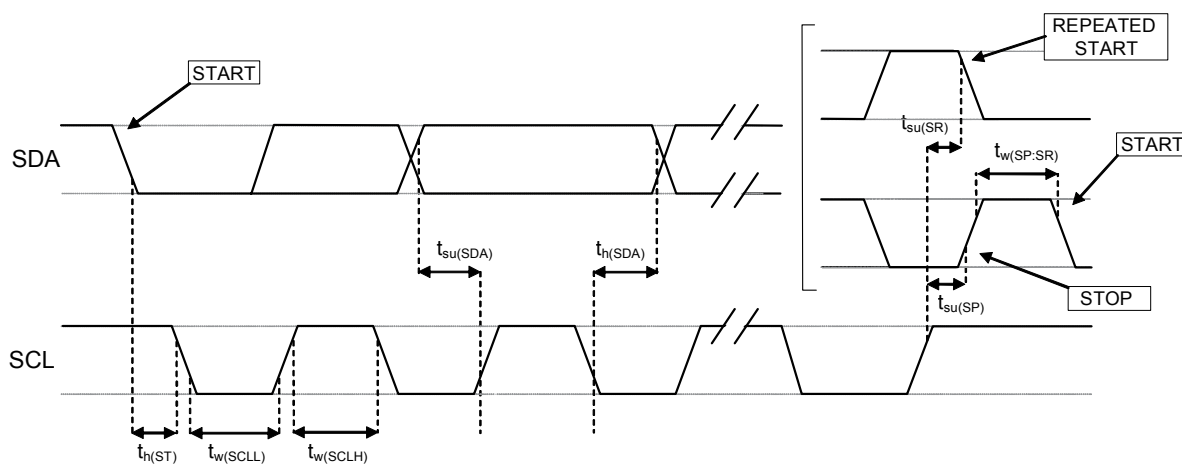 REPEATED
START
START
tsu(SR)
START
SDA
tw(SP:SR)
tsu(SDA)
th(SDA)
tsu(SP)
STOP
SCL
th(ST)
tw(SCLL)
tw(SCLH)